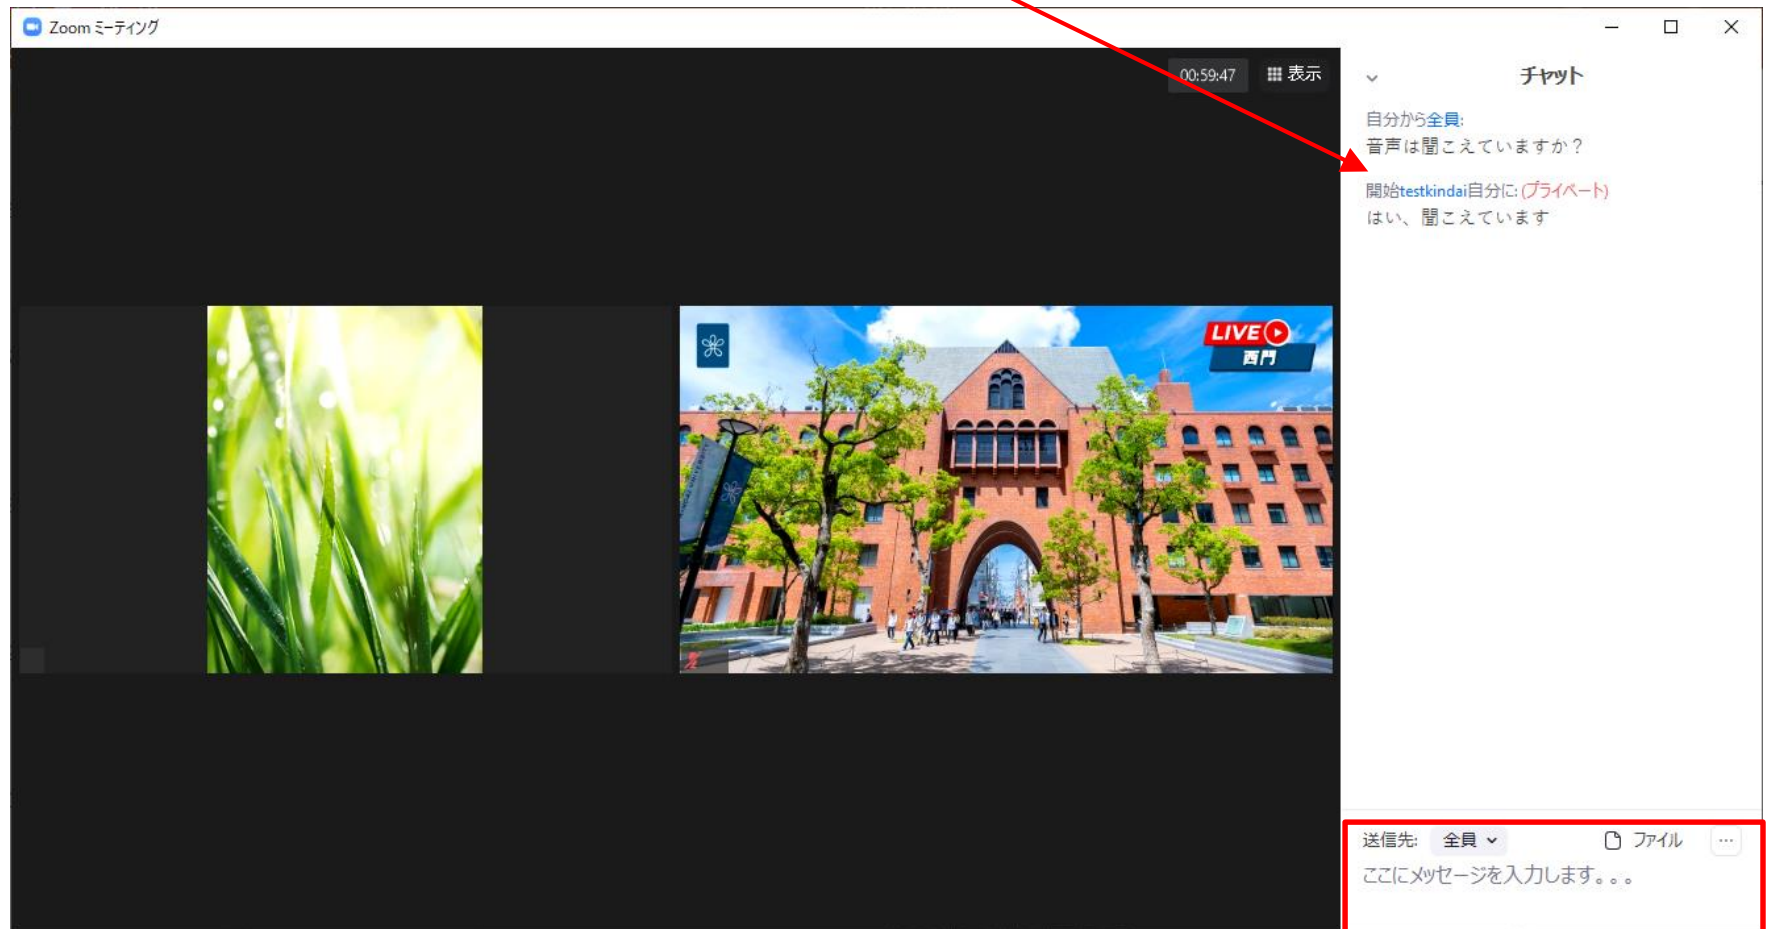 Zoom ミーティング
00:59:47 表示
チャット
自分から全員:
音声は聞こえていますか？
開始testkindai自分に:(プライベート)
はい、聞こえています
LIVE
西門
送信先: 全員 ファイル ...
ここにメッセージを入力します。。。